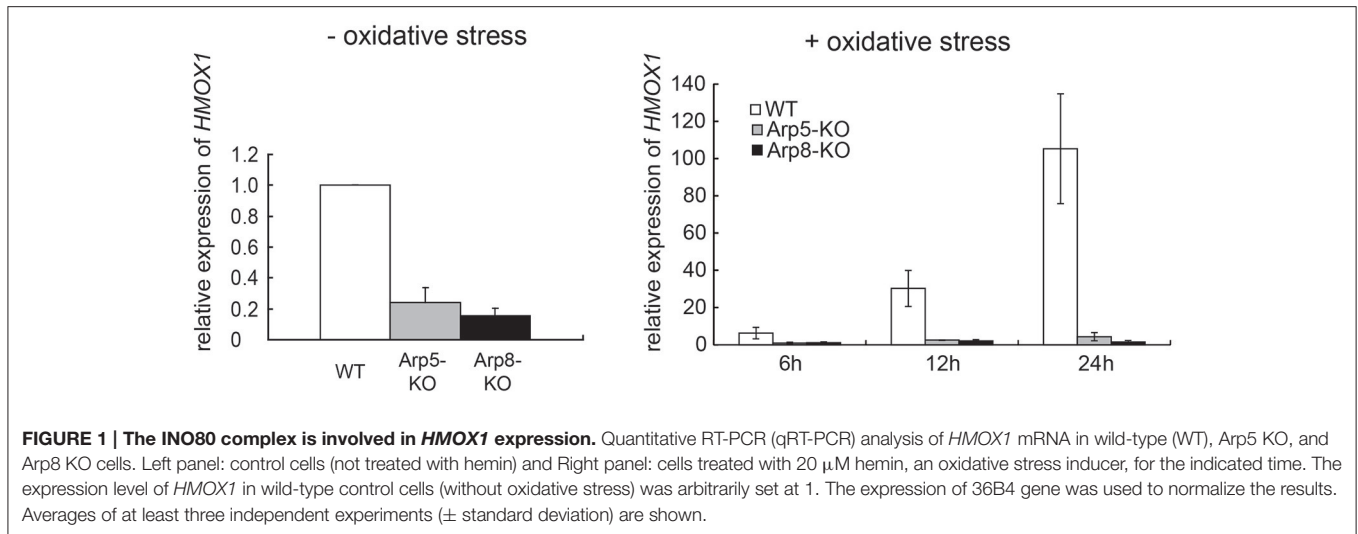 - oxidative stress
relative expression of HMOX1
1.2
1.0
0.8
0.6
0.4
0.2
0
WT
Arp5-
KO
Arp8-
KO
+ oxidative stress
relative expression of HMOX1
140
120
100
80
60
40
20
0
WT
Arp5-KO
Arp8-KO
6h
12h
24h
FIGURE 1 | The INO80 complex is involved in HMOX1 expression. Quantitative RT-PCR (qRT-PCR) analysis of HMOX1 mRNA in wild-type (WT), Arp5 KO, and
Arp8 KO cells. Left panel: control cells (not treated with hemin) and Right panel: cells treated with 20 μM hemin, an oxidative stress inducer, for the indicated time. The
expression level of HMOX1 in wild-type control cells (without oxidative stress) was arbitrarily set at 1. The expression of 36B4 gene was used to normalize the results.
Averages of at least three independent experiments (± standard deviation) are shown.